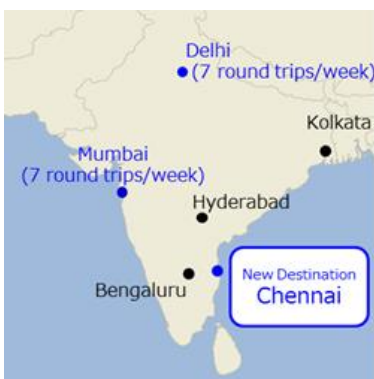 Delhi
(7 round trips/week)
Kolkata
Mumbai
(7 round trips/week)
Hyderabad
New Destination
Chennai
Bengaluru